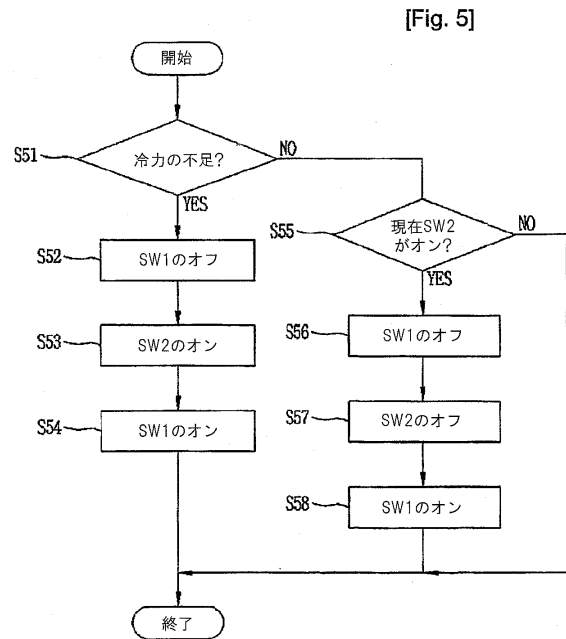 [Fig. 5]
開始
S51
冷力の不足?
NO
YES
S52
SW1のオフ
S53
SW2のオン
S54
SW1のオン
S55
現在SW2
がオン?
NO
YES
S56
SW1のオフ
S57
SW2のオフ
S58
SW1のオン
終了